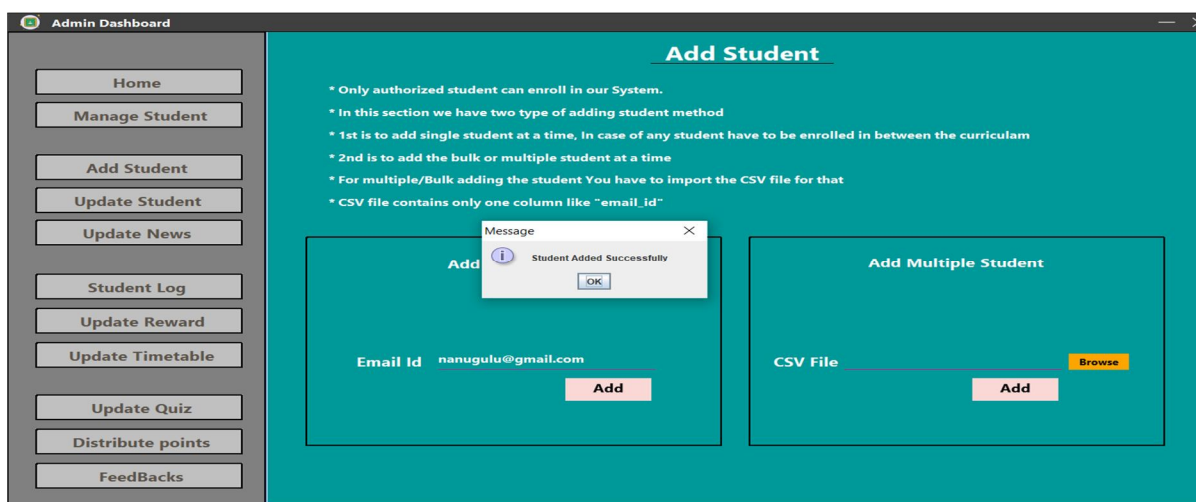 Admin Dashboard
Home
Manage Student
Add Student
Update Student
Update News
Student Log
Update Reward
Update Timetable
Update Quiz
Distribute points
FeedBacks
Add Student
* Only authorized student can enroll in our System.
* In this section we have two type of adding student method
* 1st is to add single student at a time, In case of any student have to be enrolled in between the curriculam
* 2nd is to add the bulk or multiple student at a time
* For multiple/Bulk adding the student You have to import the CSV file for that
* CSV file contains only one column like "email_id"
Message
Student Added Successfully
OK
Add
Email Id nanugulu@gmail.com
Add
Add Multiple Student
CSV File Browse
Add